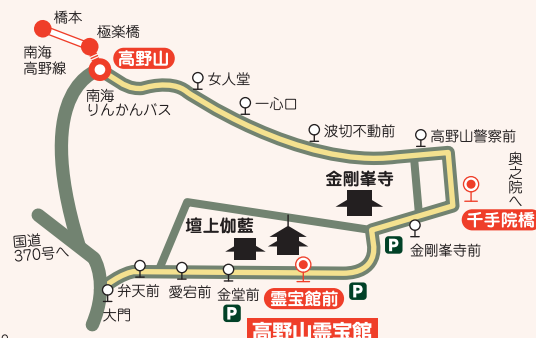 橋本
極楽橋
南海
高野線
高野山
南海
りんかんバス
女人堂
一心口
波切不動前
高野山警察前
奥之院へ
金剛峯寺
千手院橋
壇上伽藍
国道
370号へ
金剛峯寺前
P
弁天前
愛宕前
金堂前
霊宝館前
P
大門
P
高野山霊宝館